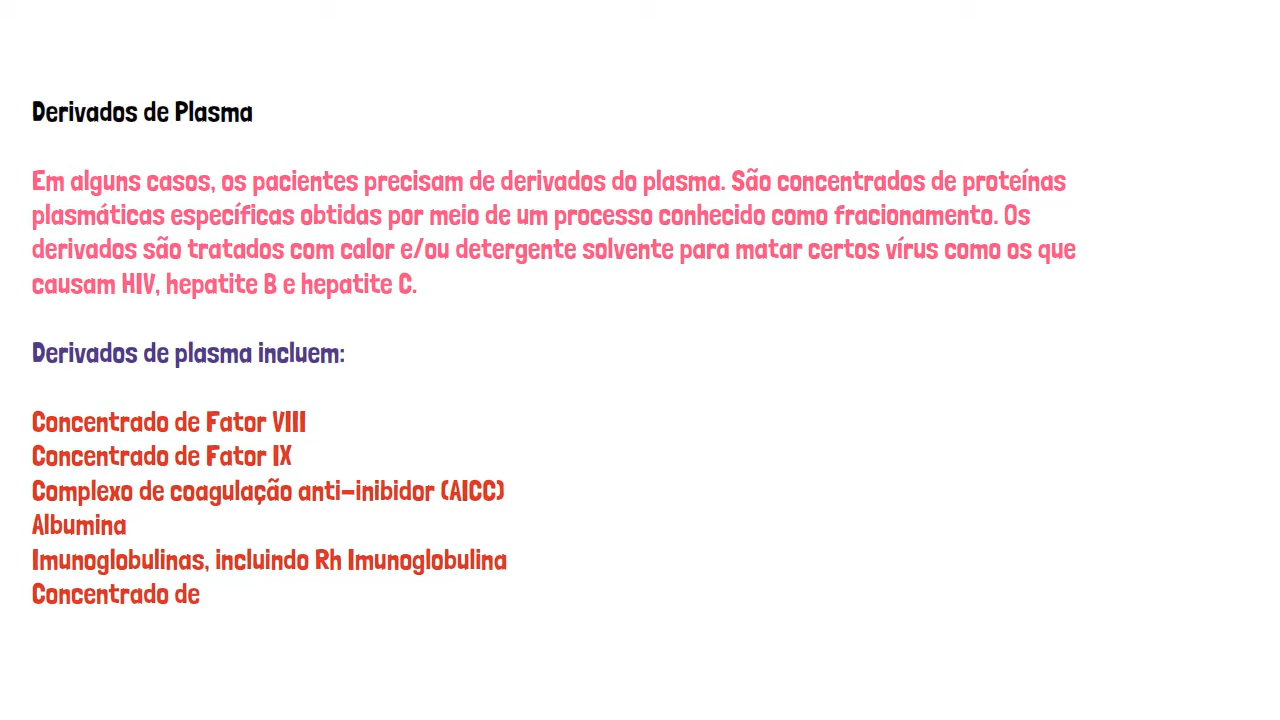 Derivados de Plasma
Em alguns casos, os pacientes precisam de derivados do plasma. São concentrados de proteínas
plasmáticas específicas obtidas por meio de um processo conhecido como fracionamento. Os
derivados são tratados com calor e/ou detergente solvente para matar certos vírus como os que
causam HIV, hepatite B e hepatite C.
Derivados de plasma incluem:
Concentrado de Fator VIII
Concentrado de Fator IX
Complexo de coagulação anti-inibidor (AICC)
Albumina
Imunoglobulinas, incluindo Rh Imunoglobulina
Concentrado de